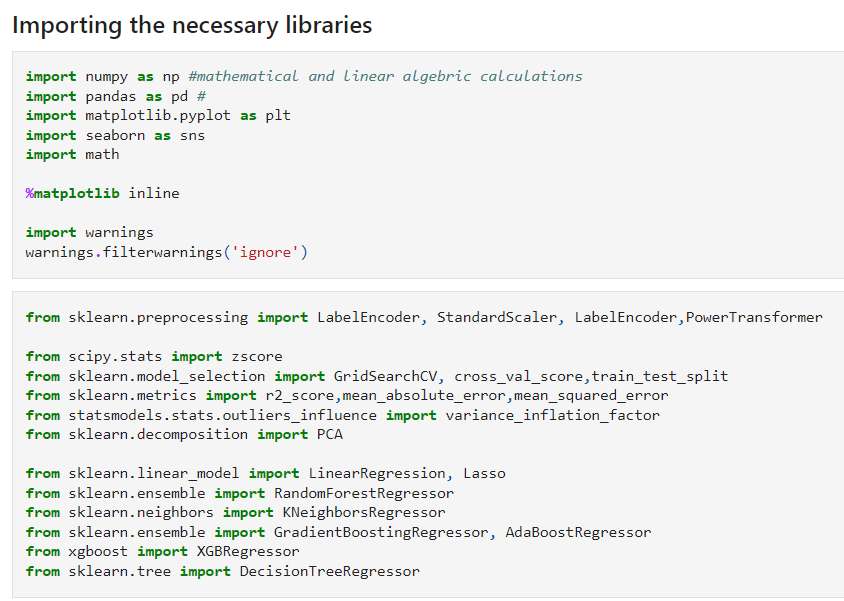 Importing the necessary libraries
import numpy as np #mathematical and linear algebric calculations
import pandas as pd #
import matplotlib.pyplot as plt
import seaborn as sns
import math
%matplotlib inline
import warnings
warnings.filterwarnings('ignore')
from sklearn.preprocessing import LabelEncoder, StandardScaler, LabelEncoder,PowerTransformer
from scipy.stats import zscore
from sklearn.model_selection import GridSearchCV, cross_val_score,train_test_split
from sklearn.metrics import r2_score,mean_absolute_error,mean_squared_error
from statsmodels.stats.outliers_influence import variance_inflation_factor
from sklearn.decomposition import PCA
from sklearn.linear_model import LinearRegression, Lasso
from sklearn.ensemble import RandomForestRegressor
from sklearn.neighbors import KNeighborsRegressor
from sklearn.ensemble import GradientBoostingRegressor, AdaBoostRegressor
from xgboost import XGBRegressor
from sklearn.tree import DecisionTreeRegressor